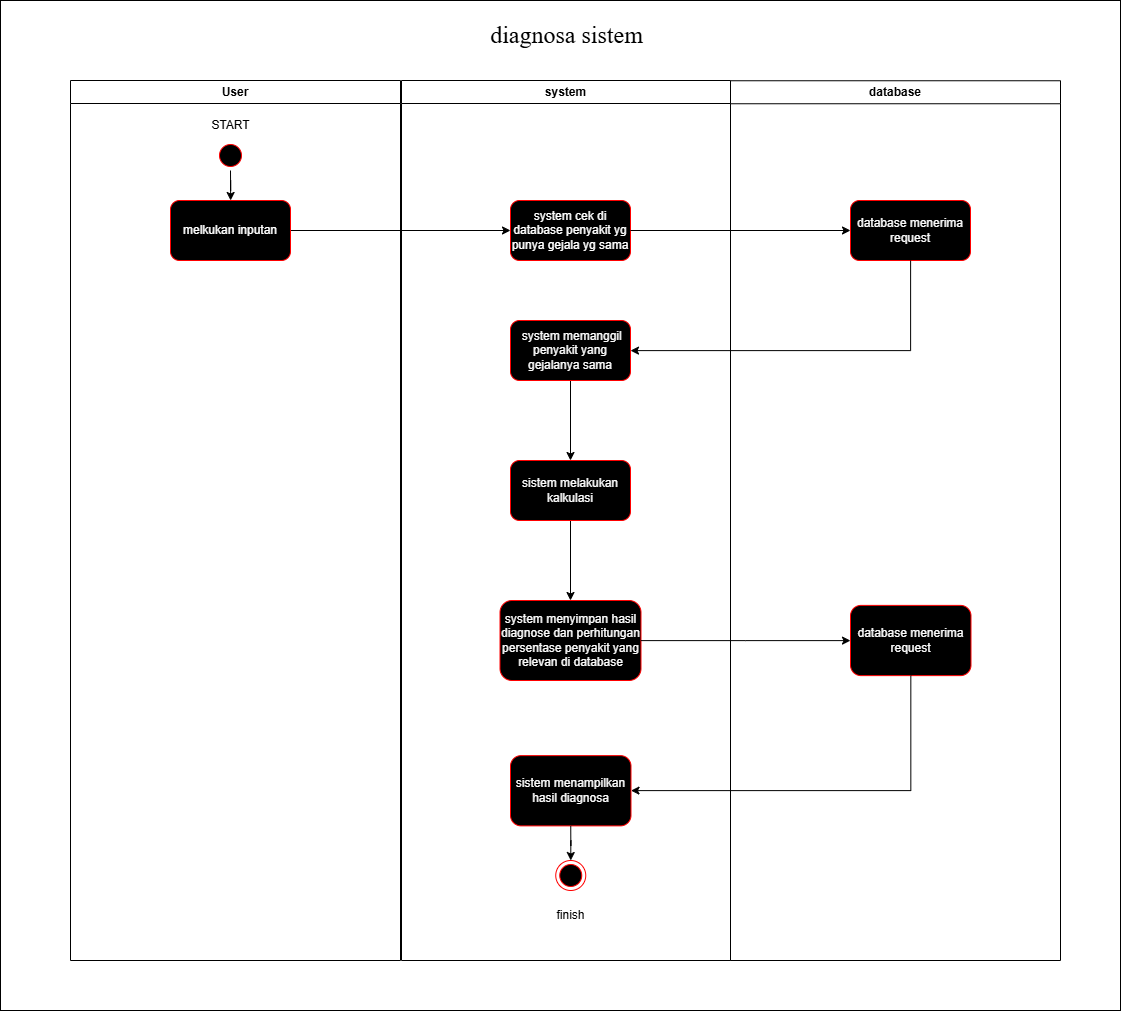 diagnosa sistem
User
system
database
START
melkukan inputan
system cek di
database penyakit yg
punya gejala yg sama
database menerima
request
system memanggil
penyakit yang
gejalanya sama
sistem melakukan
kalkulasi
system menyimpan hasil
diagnose dan perhitungan
persentase penyakit yang
relevan di database
database menerima
request
sistem menampilkan
hasil diagnosa
finish